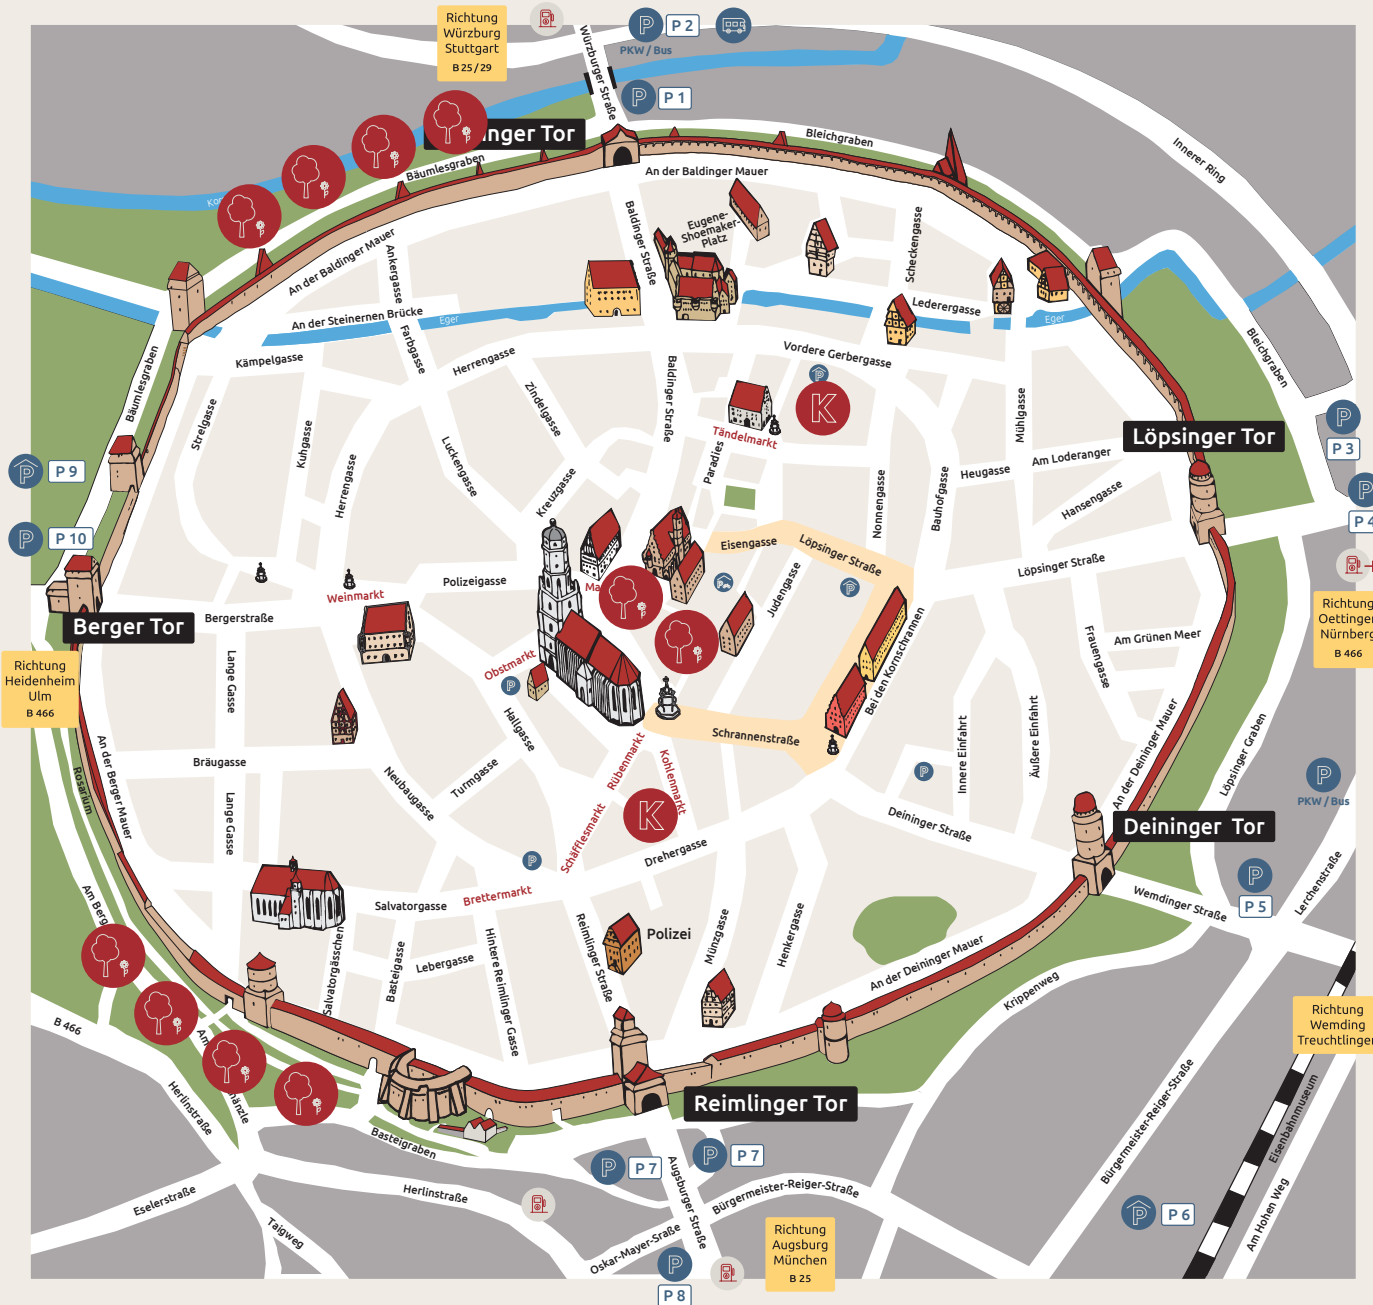 Richtung
Würzburg
Stuttgart
B 25 / 29
P
P 2
PKW / Bus
Würzburger Straße
P
P 1
inger Tor
Bäumlesgraben
Bleichgraben
Innerer Ring
An der Baldinger Mauer
An der Baldinger Mauer
Baldinger Straße
Eugene-
Shoemaker-
Platz
Scheckengasse
Ankergasse
An der Steinernen Brücke
Eger
Lederergasse
Eger
Bleichgraben
Kämpelgasse
Farbgasse
Herrengasse
Vordere Gerbergasse
Bäumlesgraben
Zindelgasse
Baldinger Straße
P
K
Tändelmarkt
Mühlgasse
P
P 3
Löpsinger Tor
Strelgasse
Kuhgasse
Herrengasse
Luckengasse
Kreuzgasse
Paradies
Nonnengasse
Bauhofgasse
Heugasse
Am Loderanger
Hansengasse
P
P 9
P
P 10
P
P 4
Eisengasse
Löpsinger Straße
Löpsinger Straße
Weinmarkt
Polizeigasse
Ma
Judengasse
P
P
Berger Tor
Bergerstraße
Bei den Kornschrannen
Frauengasse
Am Grünen Meer
Richtung
Oettingen
Nürnberg
B 466
Richtung
Heidenheim
Ulm
B 466
Lange Gasse
Obstmarkt
P
Hallgasse
Schrannenstraße
Rübenmarkt
Kohlenmarkt
K
Innere Einfahrt
Äußere Einfahrt
An der Deininger Mauer
Löpsinger Graben
P
PKW / Bus
Rosarium
An der Berger Mauer
Bräugasse
Lange Gasse
Neubaugasse
Turmgasse
Schäfflesmarkt
P
Deininger Straße
Deininger Tor
P
Drehergasse
Brettermarkt
Salvatorgasse
Wemdinger Straße
P
P 5
Lerchenstraße
Am Berg
Salvatorgässchen
Basteigasse
Lebergasse
Hintere Reimlinger Gasse
Reimlinger Straße
Polizei
Münzgasse
Henkergasse
An der Deininger Mauer
Krippenweg
Richtung
Wemding
Treuchtlingen
B 466
Am
hänzle
Herlinstraße
Basteigraben
Reimlinger Tor
P
P 7
P
P 7
Augsburger Straße
Bürgermeister-Reiger-Straße
Bürgermeister-Reiger-Straße
Eisenbahnmuseum
Am Hohen Weg
P
P 6
Eselerstraße
Taigweg
Herlinstraße
Oskar-Mayer-Sraße
P
P 8
Richtung
Augsburg
München
B 25